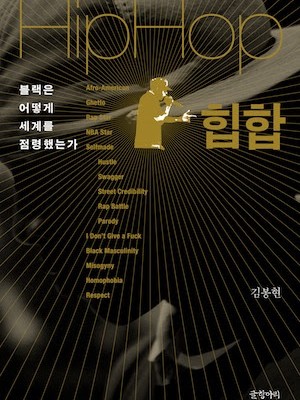 HipHop
블랙은
어떻게
세계를
점령했는가
힙합
Afro-American
Ghetto
Rap Star
NBA Star
Selfmade
Hustle
Swagger
Street Credibility
Rap Battle
Parody
I Don't Give a Fuck
Black Masculinity
Misogyny
Homophobia
Respect
김봉현
글항아리